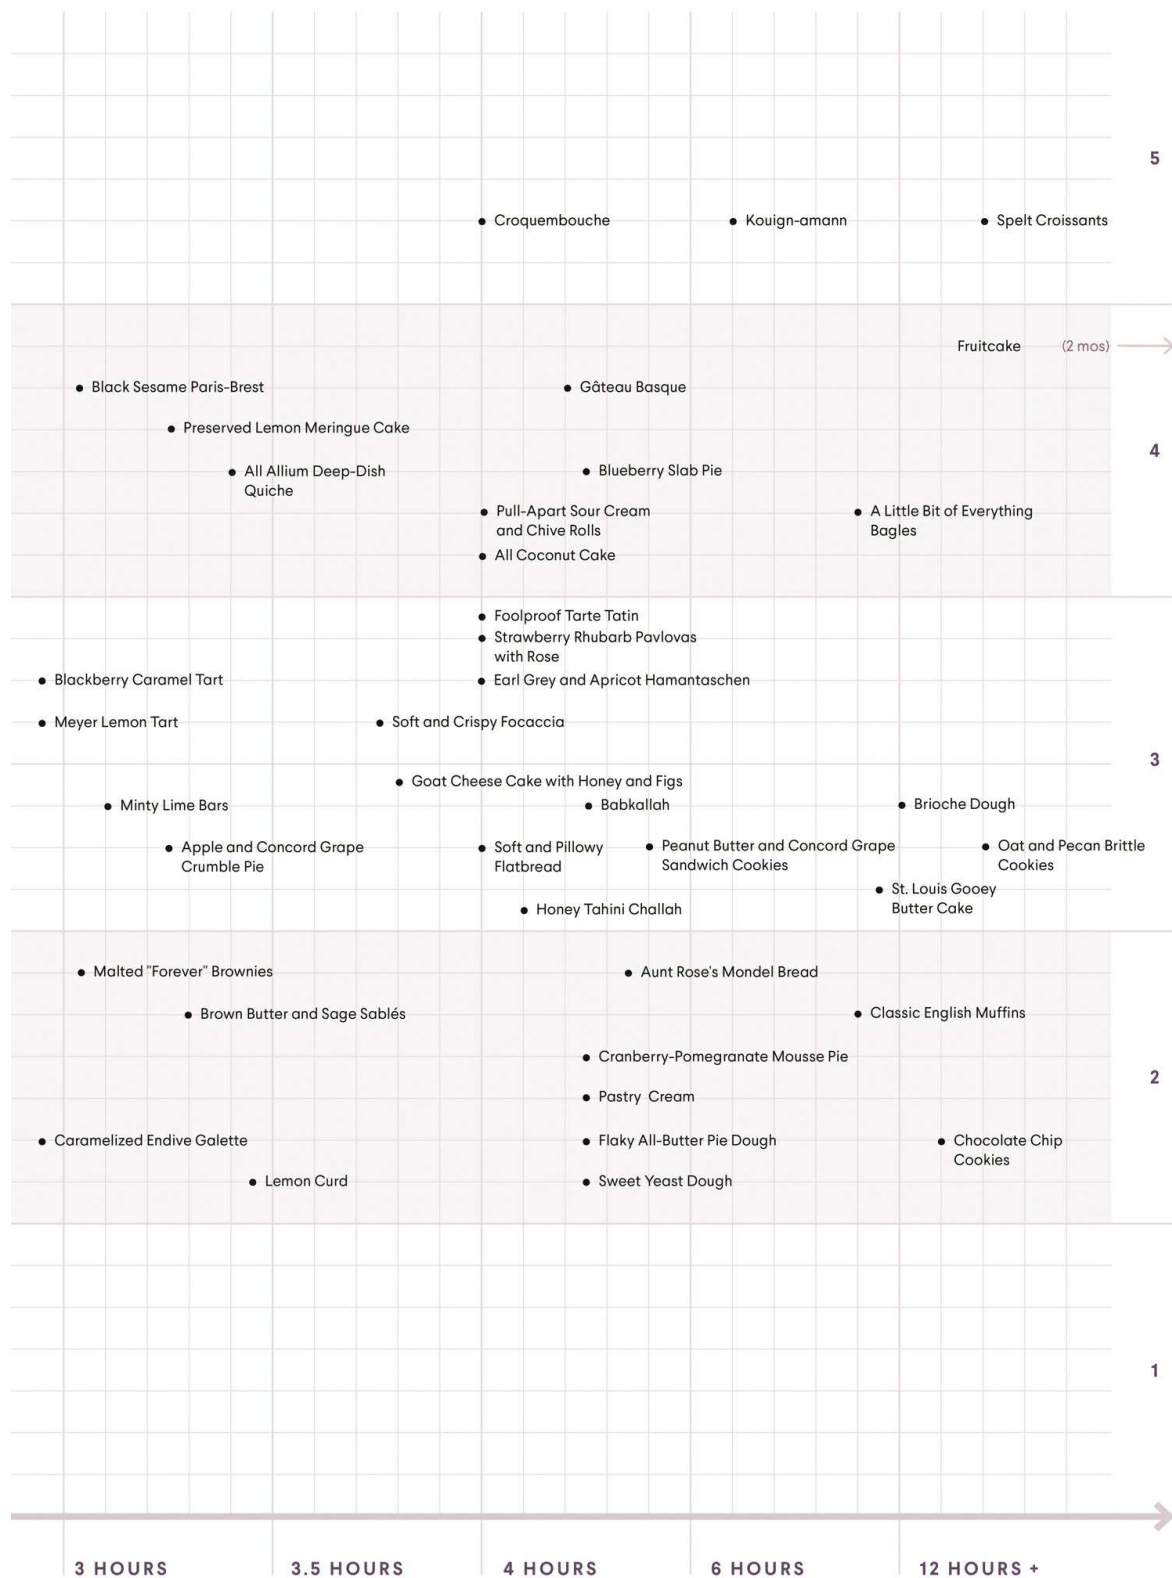 5
Croquembouche
Kouign-amann
Spelt Croissants
Fruitcake
(2 mos)
Black Sesame Paris-Brest
Gâteau Basque
Preserved Lemon Meringue Cake
4
All Allium Deep-Dish
Quiche
Blueberry Slab Pie
Pull-Apart Sour Cream
and Chive Rolls
A Little Bit of Everything
Bagles
All Coconut Cake
Foolproof Tarte Tatin
Strawberry Rhubarb Pavlovas
with Rose
Blackberry Caramel Tart
Earl Grey and Apricot Hamantaschen
Meyer Lemon Tart
Soft and Crispy Focaccia
3
Goat Cheese Cake with Honey and Figs
Minty Lime Bars
Babkallah
Brioche Dough
Apple and Concord Grape
Crumble Pie
Soft and Pillowy
Flatbread
Peanut Butter and Concord Grape
Sandwich Cookies
Oat and Pecan Brittle
Cookies
St. Louis Gooey
Butter Cake
Honey Tahini Challah
Malted "Forever" Brownies
Aunt Rose's Mondel Bread
Brown Butter and Sage Sablés
Classic English Muffins
Cranberry-Pomegranate Mousse Pie
2
Pastry Cream
Caramelized Endive Galette
Flaky All-Butter Pie Dough
Chocolate Chip
Cookies
Lemon Curd
Sweet Yeast Dough
1
3 HOURS
3.5 HOURS
4 HOURS
6 HOURS
12 HOURS +